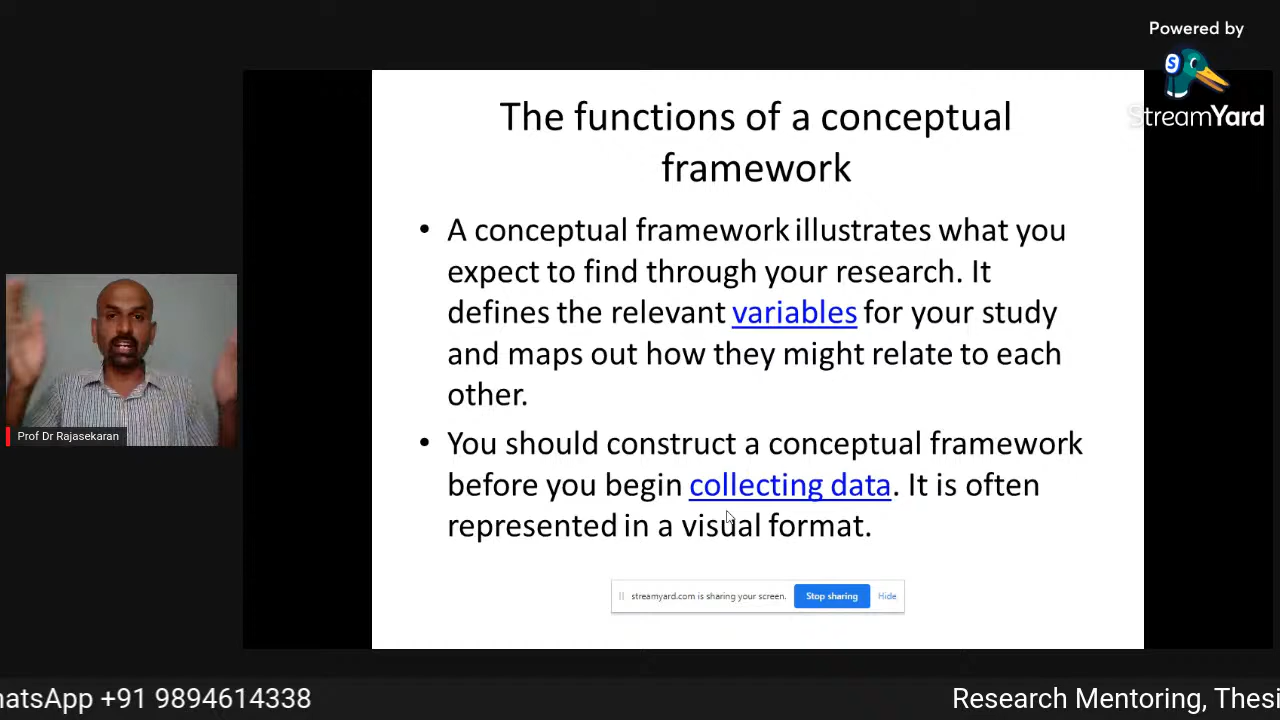 Powered by
StreamYard
The functions of a conceptual
framework
• A conceptual framework illustrates what you
expect to find through your research. It
defines the relevant variables for your study
and maps out how they might relate to each
other.
• You should construct a conceptual framework
before you begin collecting data. It is often
represented in a visual format.
Prof Dr Rajasekaran
streamyard.com is sharing your screen. Stop sharing Hide
hatsApp +91 9894614338 Research Mentoring, Thesi